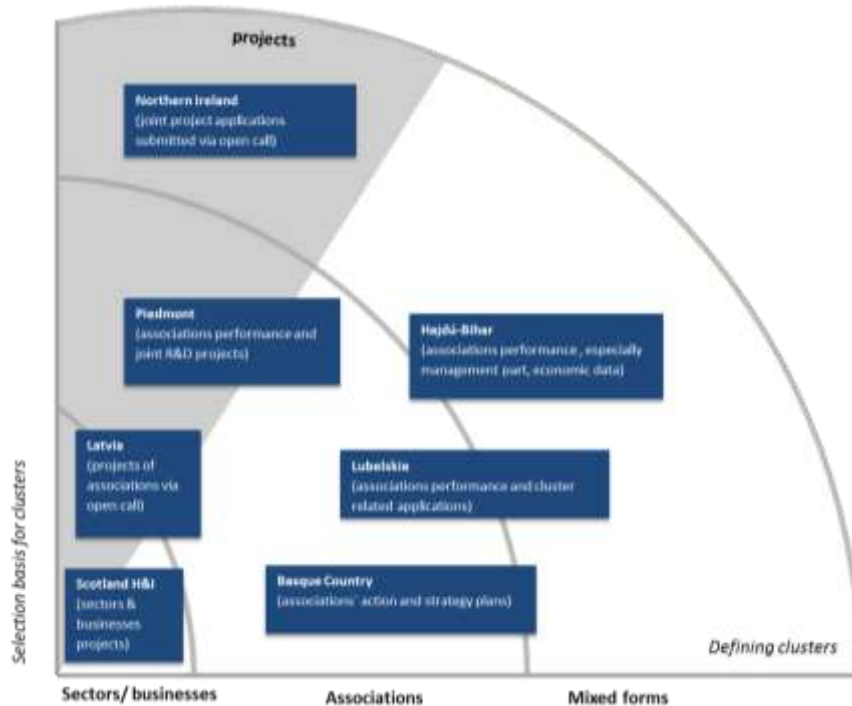 projects
Northern Ireland
(joint project applications
submitted via open call)
Piedmont
(associations performance and
joint R&D projects)
Hajdú-Bihar
(associations performance , especially
management part, economic data)
Latvia
(projects of
associations via
open call)
Lubelskie
(associations performance and cluster
related applications)
Scotland H&I
(sectors &
businesses
projects)
Basque Country
(associations´ action and strategy plans)
Selection basis for clusters
Defining clusters
Sectors/ businesses
Associations
Mixed forms